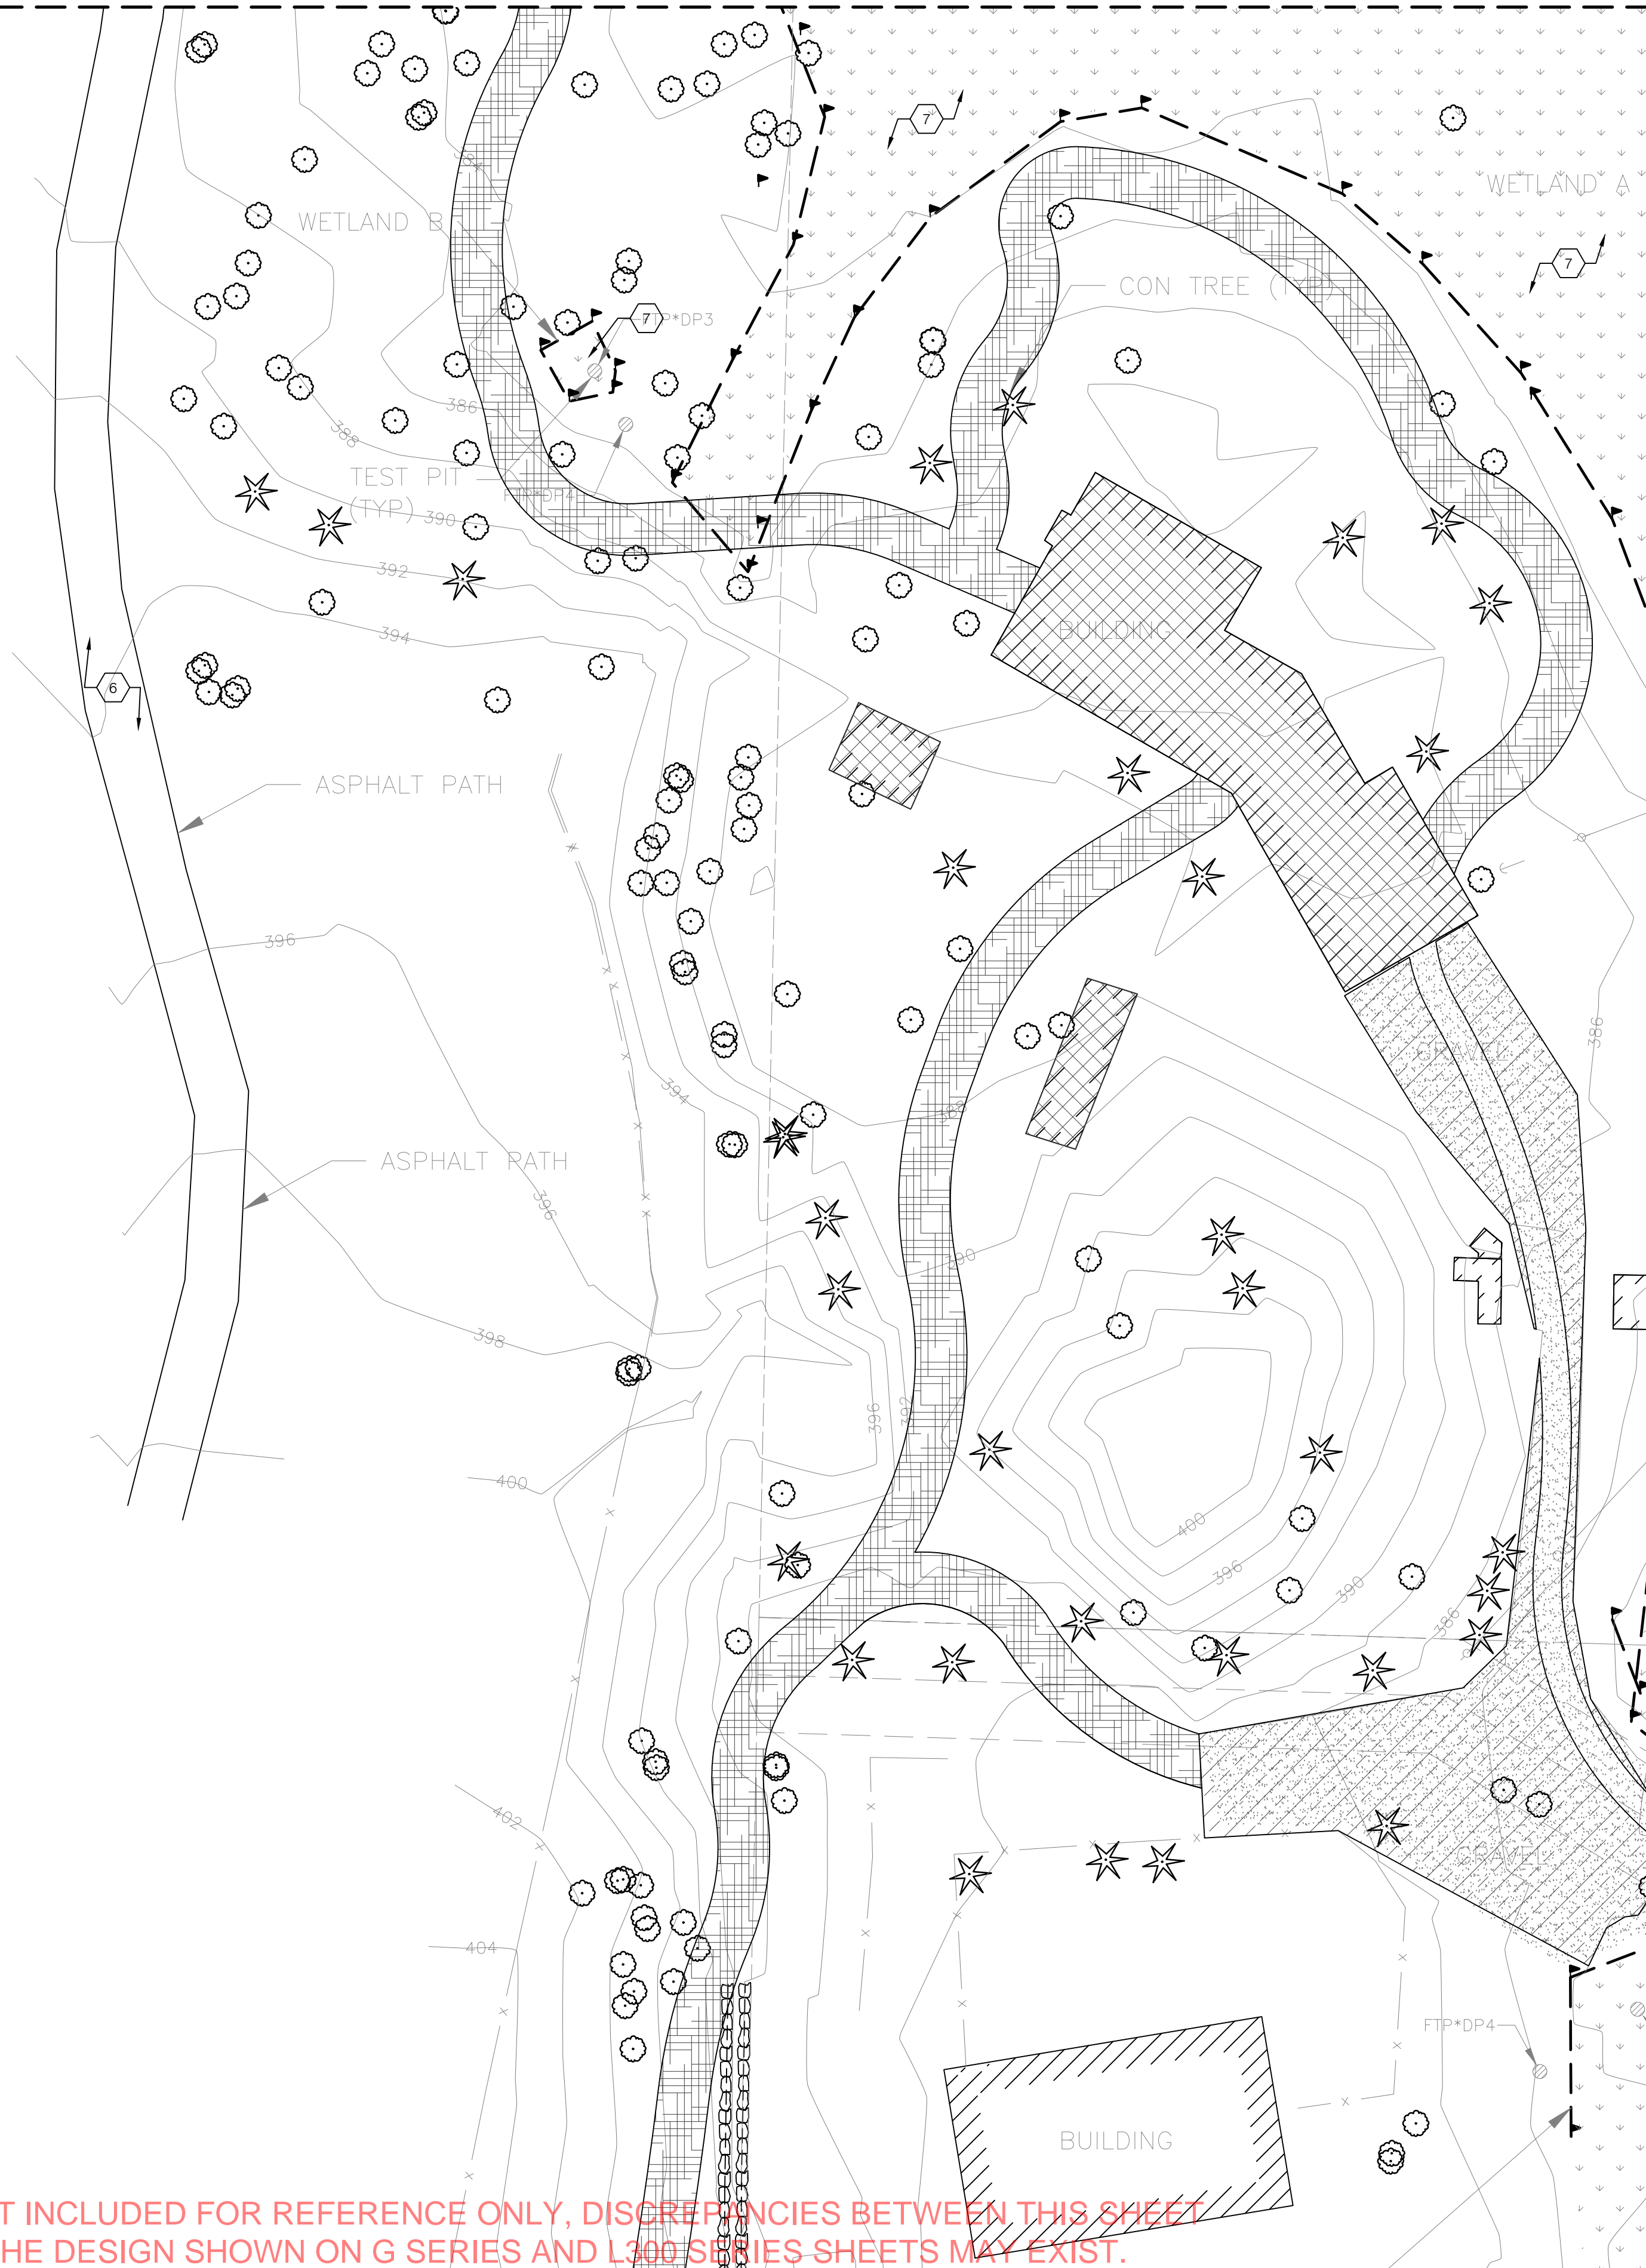 7
384
WETLAND A
WETLAND B
7
CON TREE (TYP)
7
FTP*DP3
386
388
TEST PIT
(TYP)
FTP*DP4
390
392
394
BUILDING
6
ASPHALT PATH
396
386
GRAVEL
394
388
ASPHALT PATH
396
390
398
396
392
400
400
396
390
386
402
GRAVEL
404
FTP*DP4
BUILDING
T INCLUDED FOR REFERENCE ONLY, DISCREPANCIES BETWEEN THIS SHEET
HE DESIGN SHOWN ON G SERIES AND L300 SERIES SHEETS MAY EXIST.